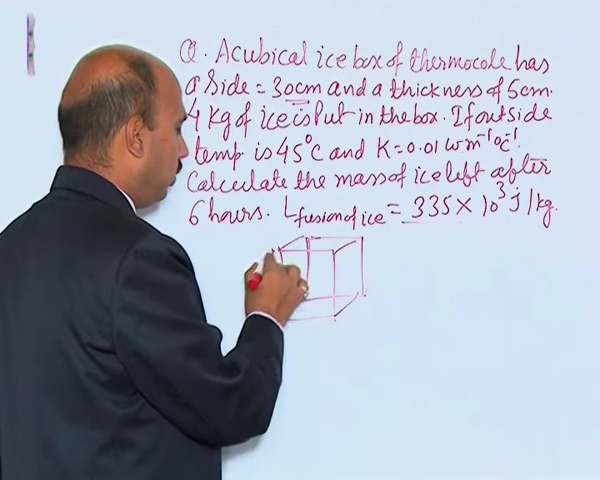 Q. A cubical ice box of thermocole has
a side = 30cm and a thickness of 5cm.
4 kg of ice is Put in the box. If outside
temp is 45°C and K = 0.01 W m⁻¹ °C⁻¹.
Calculate the mass of ice left after
6 hours. L fusion of ice = 335 × 10³ J/kg.